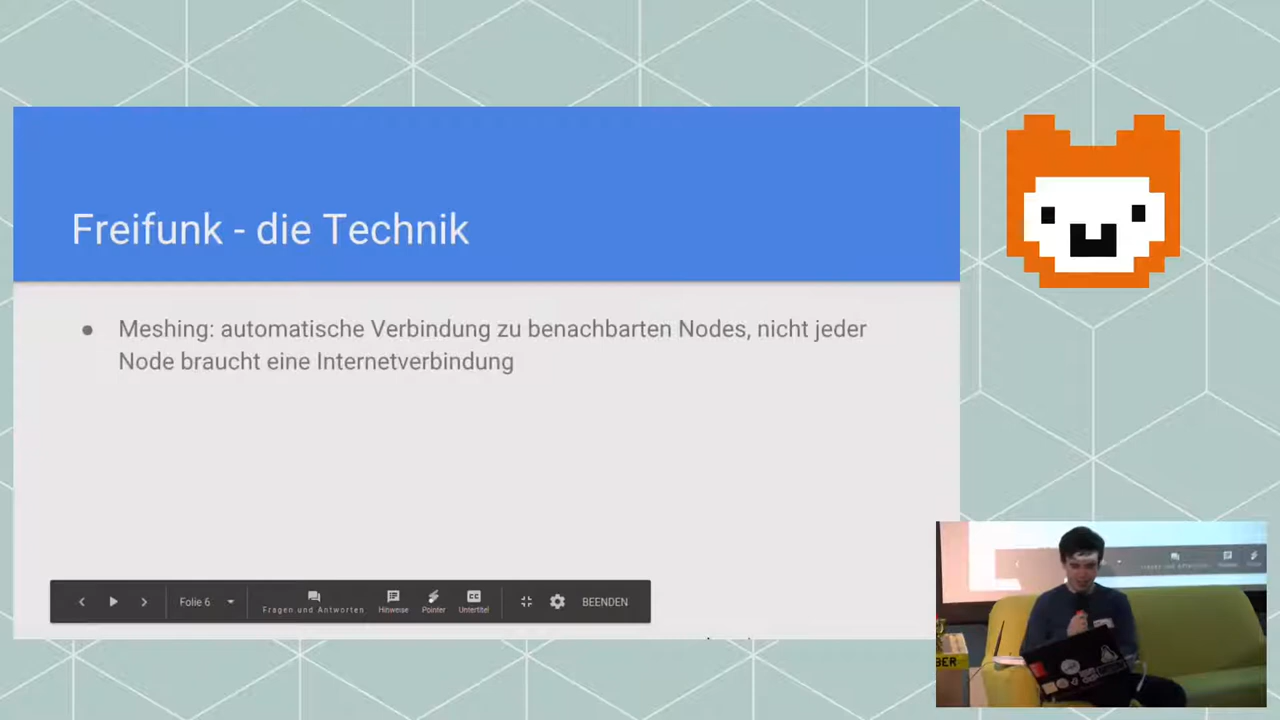 Freifunk - die Technik
● Meshing: automatische Verbindung zu benachbarten Nodes, nicht jeder
Node braucht eine Internetverbindung
Folie 6
Fragen und Antworten
Hinweise
Pointer
Untertitel
BEENDEN
BER